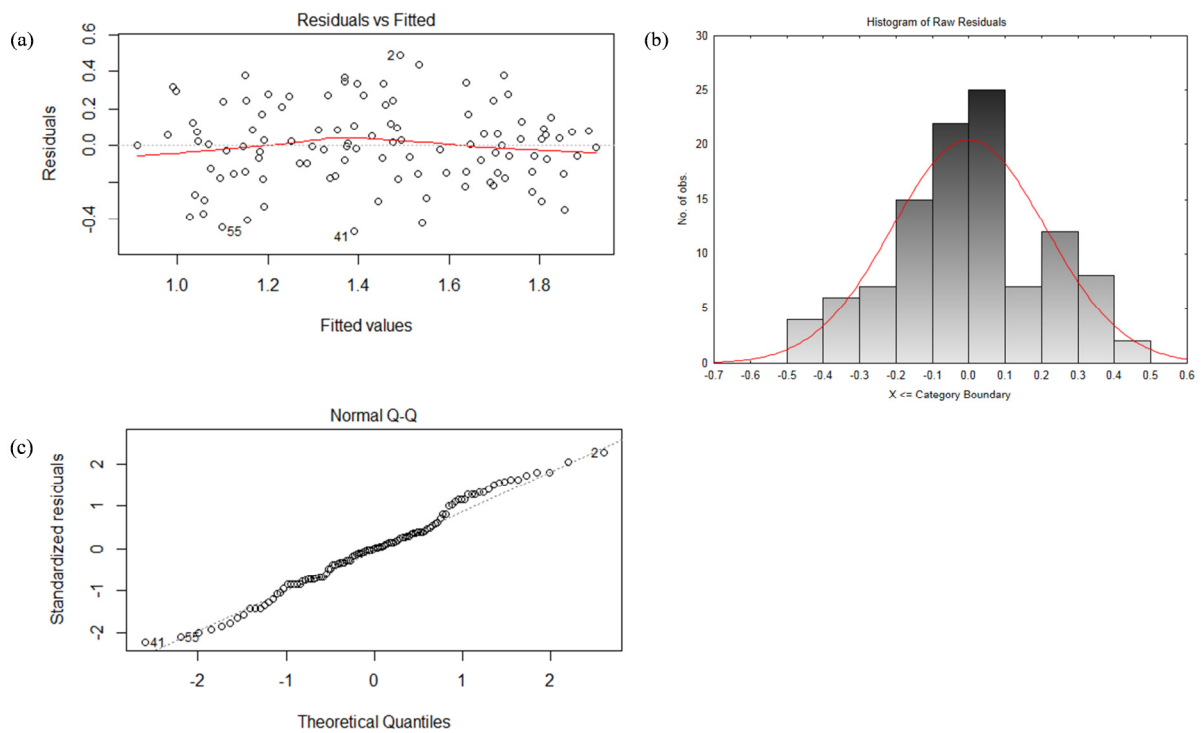 (a)
Residuals vs Fitted
Residuals
0.6
0.4
0.2
0.0
-0.4
2
55
41
1.0 1.2 1.4 1.6 1.8
Fitted values
(b)
Histogram of Raw Residuals
No. of obs.
30
25
20
15
10
5
0
-0.7 -0.6 -0.5 -0.4 -0.3 -0.2 -0.1 0.0 0.1 0.2 0.3 0.4 0.5 0.6
X <= Category Boundary
(c)
Normal Q-Q
Standardized residuals
2
1
0
-1
-2
2
55
41
-2 -1 0 1 2
Theoretical Quantiles